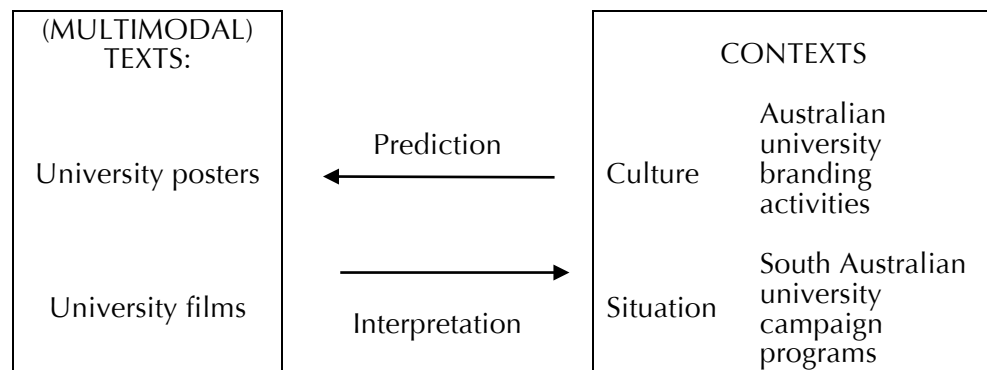 (MULTIMODAL)
TEXTS:
University posters
University films
Prediction
Interpretation
CONTEXTS
Culture
Australian
university
branding
activities
Situation
South Australian
university
campaign
programs